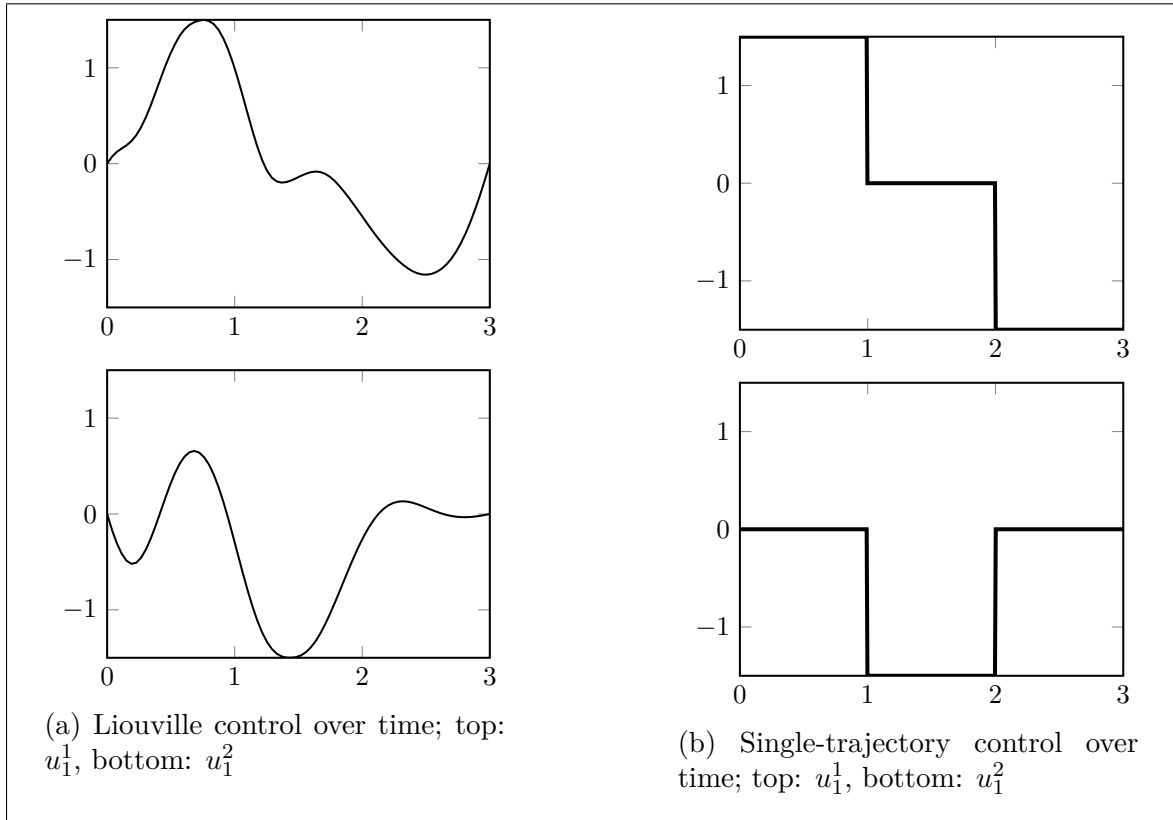 1
0
−1
0 1 2 3
1
0
−1
0 1 2 3
(a) Liouville control over time; top:
u_1^1, bottom: u_1^2
1
0
−1
0 1 2 3
1
0
−1
0 1 2 3
(b) Single-trajectory control over
time; top: u_1^1, bottom: u_1^2